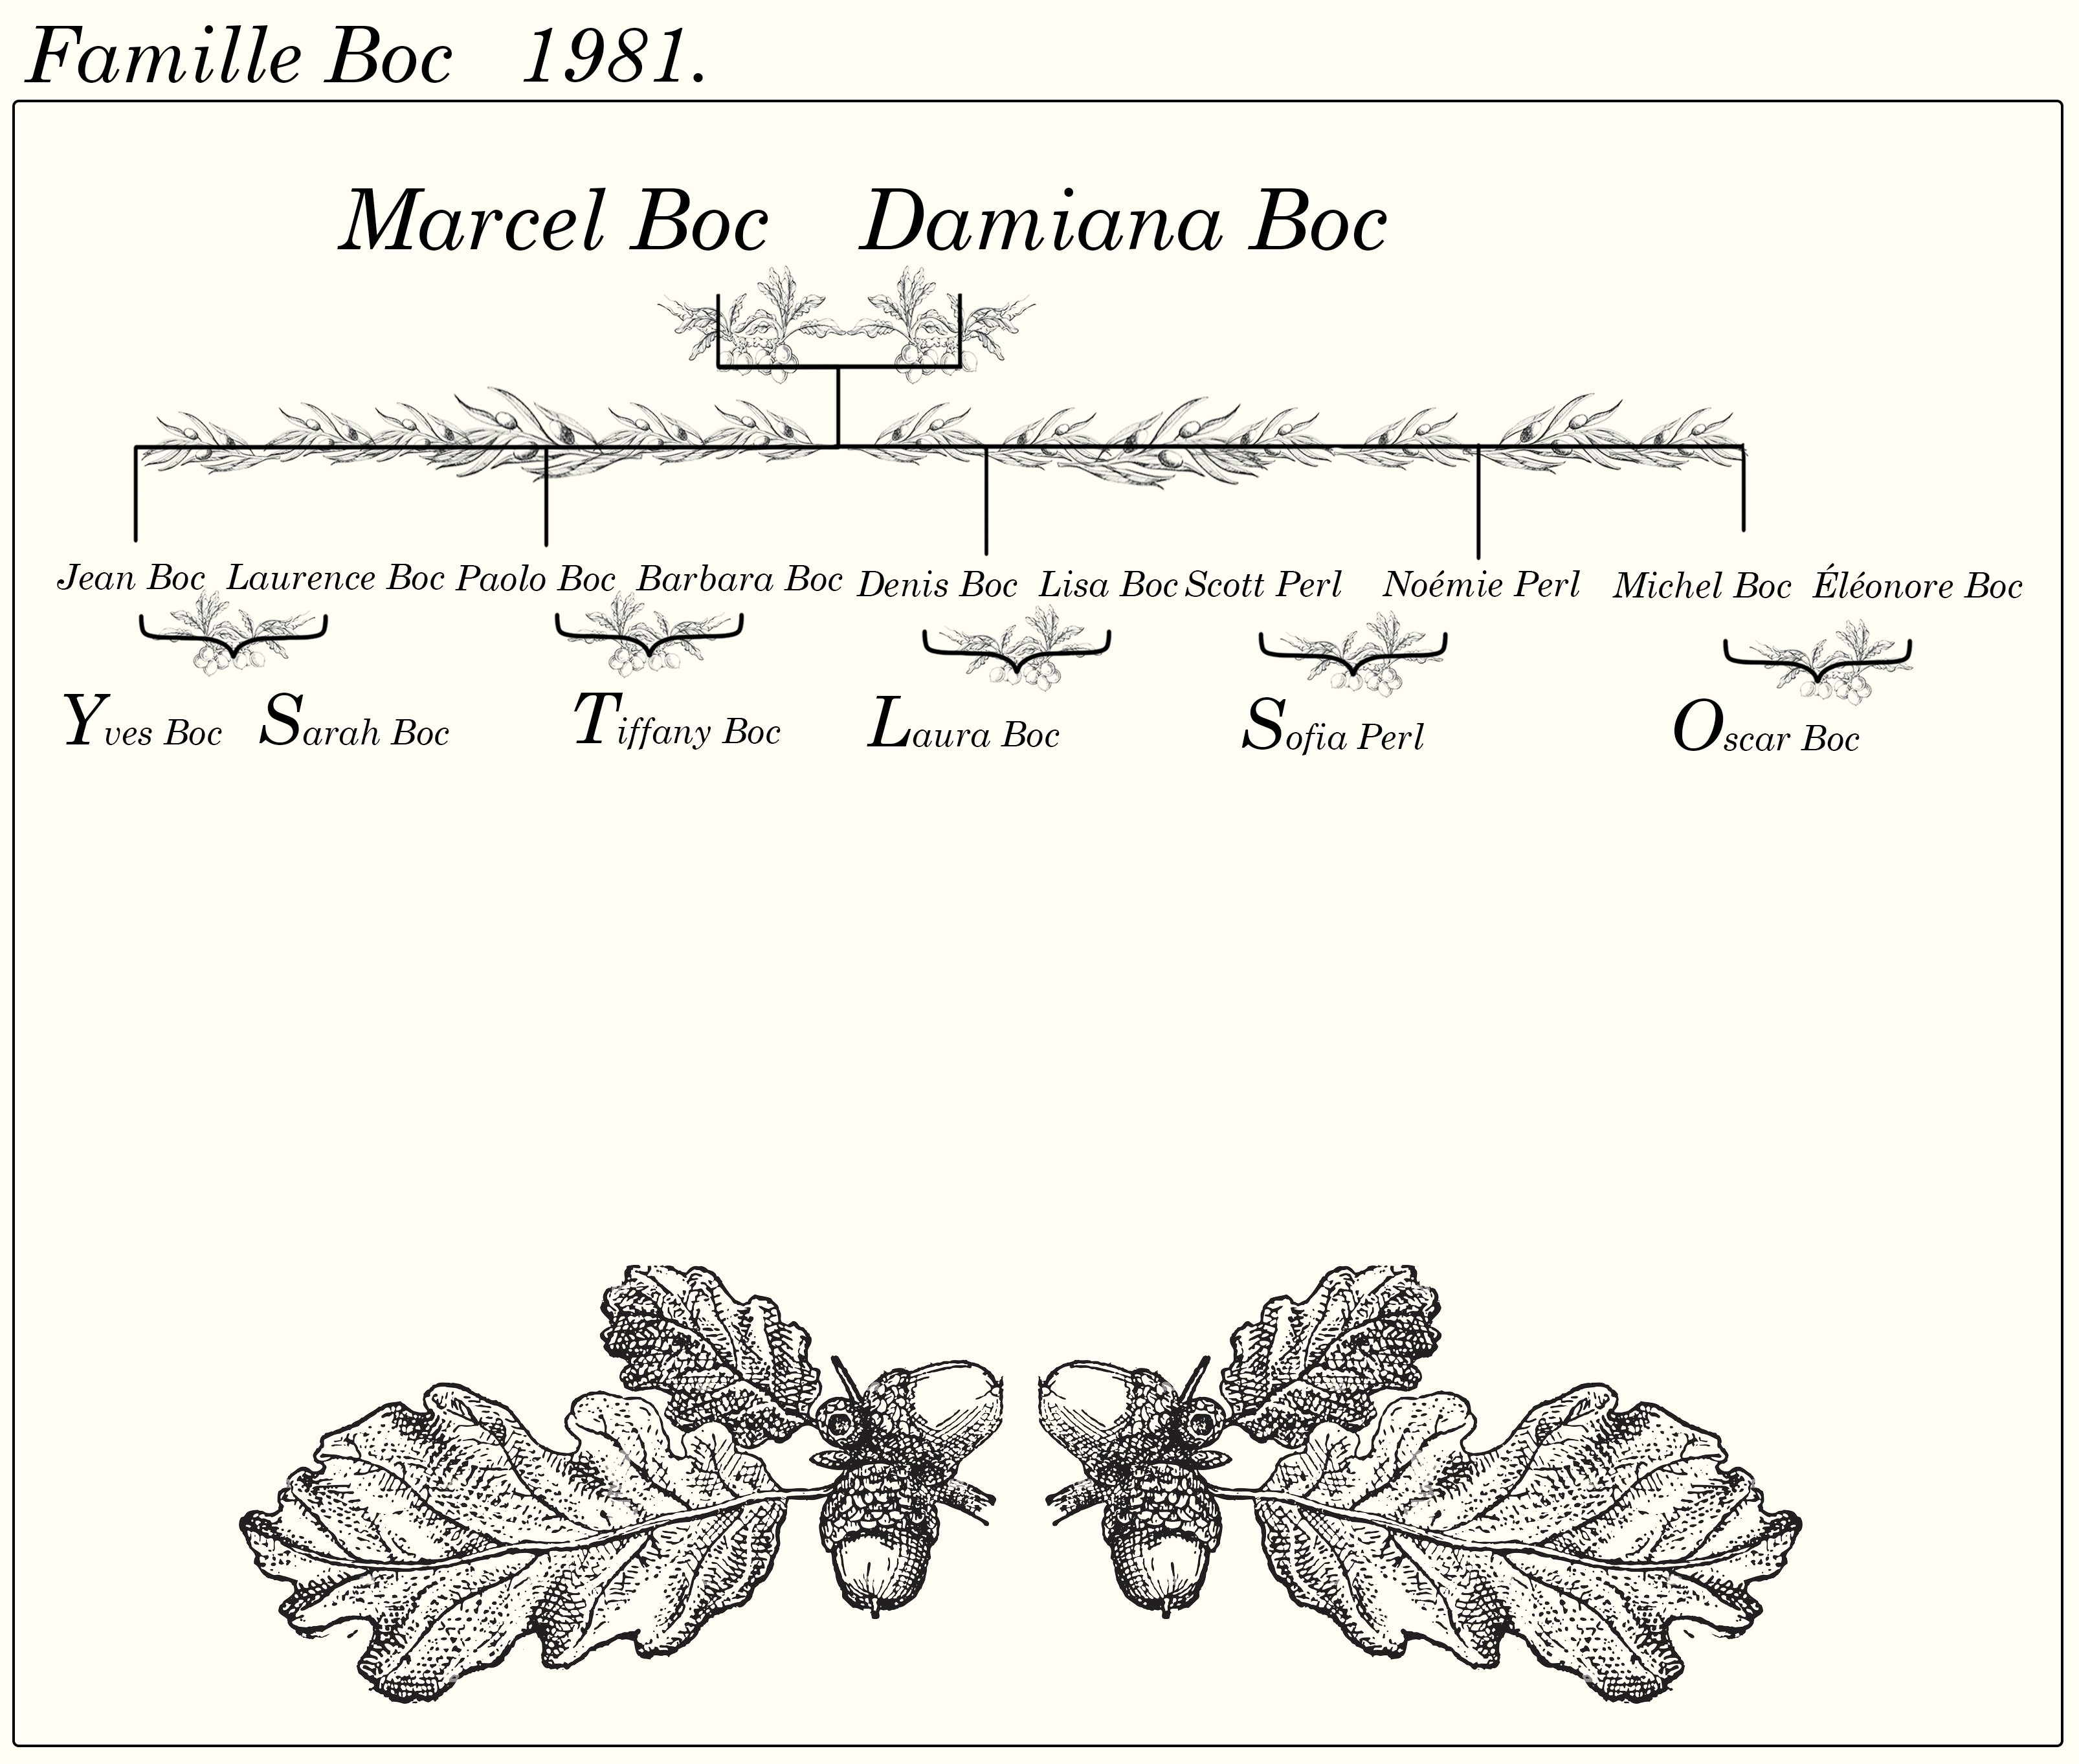 Famille Boc 1981.
Marcel Boc Damiana Boc
Jean Boc Laurence Boc Paolo Boc Barbara Boc Denis Boc Lisa Boc Scott Perl Noémie Perl Michel Boc Éléonore Boc
Yves Boc Sarah Boc Tiffany Boc Laura Boc Sofia Perl Oscar Boc